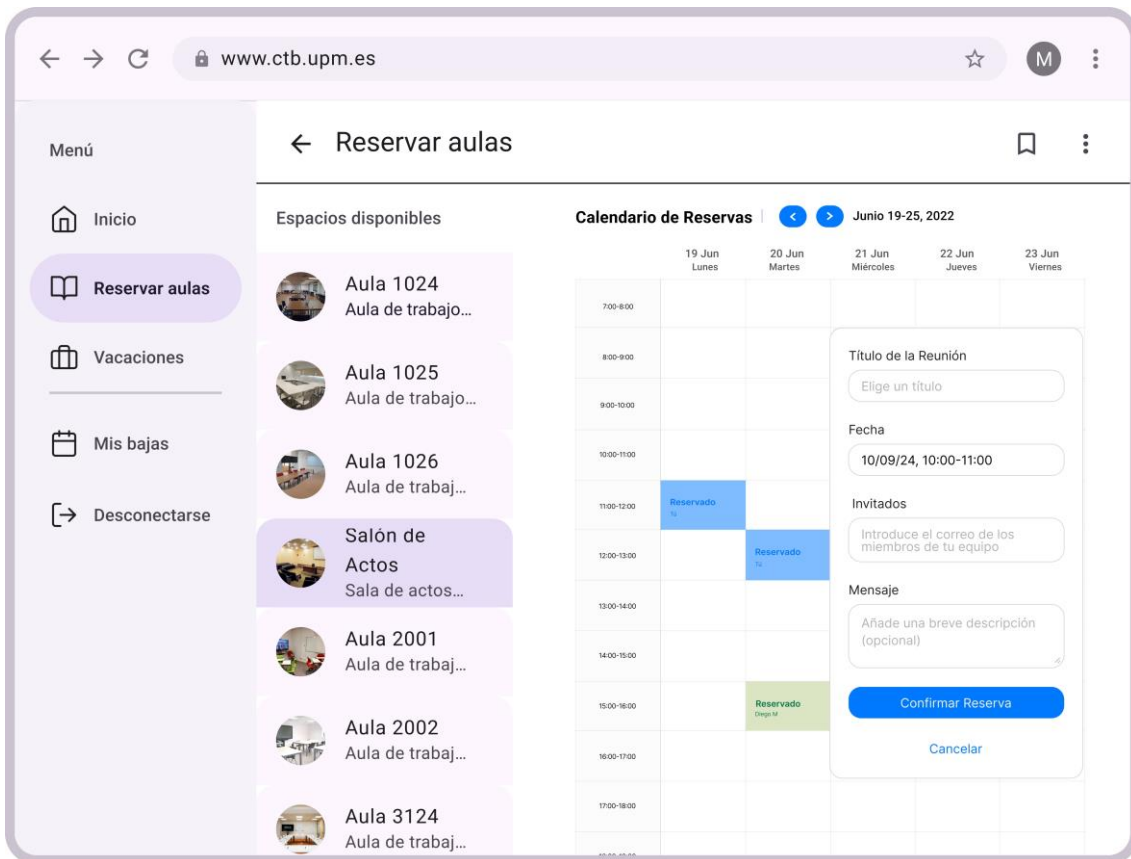 www.ctb.upm.es
M
Menú
Inicio
Reservar aulas
Vacaciones
Mis bajas
Desconectarse
Reservar aulas
Espacios disponibles
Aula 1024
Aula de trabajo...
Aula 1025
Aula de trabajo...
Aula 1026
Aula de trabaj...
Salón de
Actos
Sala de actos...
Aula 2001
Aula de trabaj...
Aula 2002
Aula de trabaj...
Aula 3124
Aula de trabaj...
Calendario de Reservas
Junio 19-25, 2022
19 Jun
Lunes
20 Jun
Martes
21 Jun
Miércoles
22 Jun
Jueves
23 Jun
Viernes
7:00-8:00
8:00-9:00
9:00-10:00
10:00-11:00
11:00-12:00
Reservado
Tú
12:00-13:00
Reservado
Tú
13:00-14:00
14:00-15:00
15:00-16:00
Reservado
Diego M
16:00-17:00
17:00-18:00
Título de la Reunión
Elige un título
Fecha
10/09/24, 10:00-11:00
Invitados
Introduce el correo de los
miembros de tu equipo
Mensaje
Añade una breve descripción
(opcional)
Confirmar Reserva
Cancelar